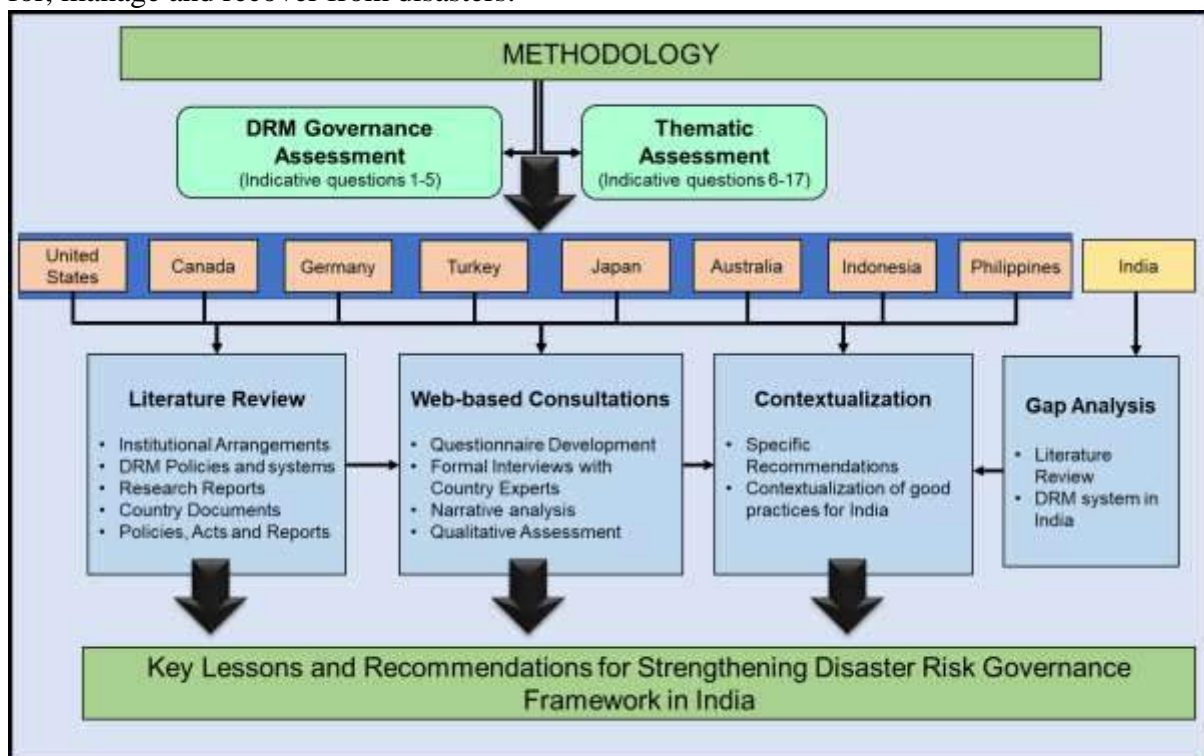 for, manage and recover from disasters.
METHODOLOGY
DRM Governance
Assessment
(Indicative questions 1-5)
Thematic
Assessment
(Indicative questions 6-17)
United
States
Canada
Germany
Turkey
Japan
Australia
Indonesia
Philippines
India
Literature Review
• Institutional Arrangements
• DRM Policies and systems
• Research Reports
• Country Documents
• Policies, Acts and Reports
Web-based Consultations
• Questionnaire Development
• Formal Interviews with
Country Experts
• Narrative analysis
• Qualitative Assessment
Contextualization
• Specific
Recommendations
• Contextualization of good
practices for India
Gap Analysis
• Literature
Review
• DRM system in
India
Key Lessons and Recommendations for Strengthening Disaster Risk Governance
Framework in India